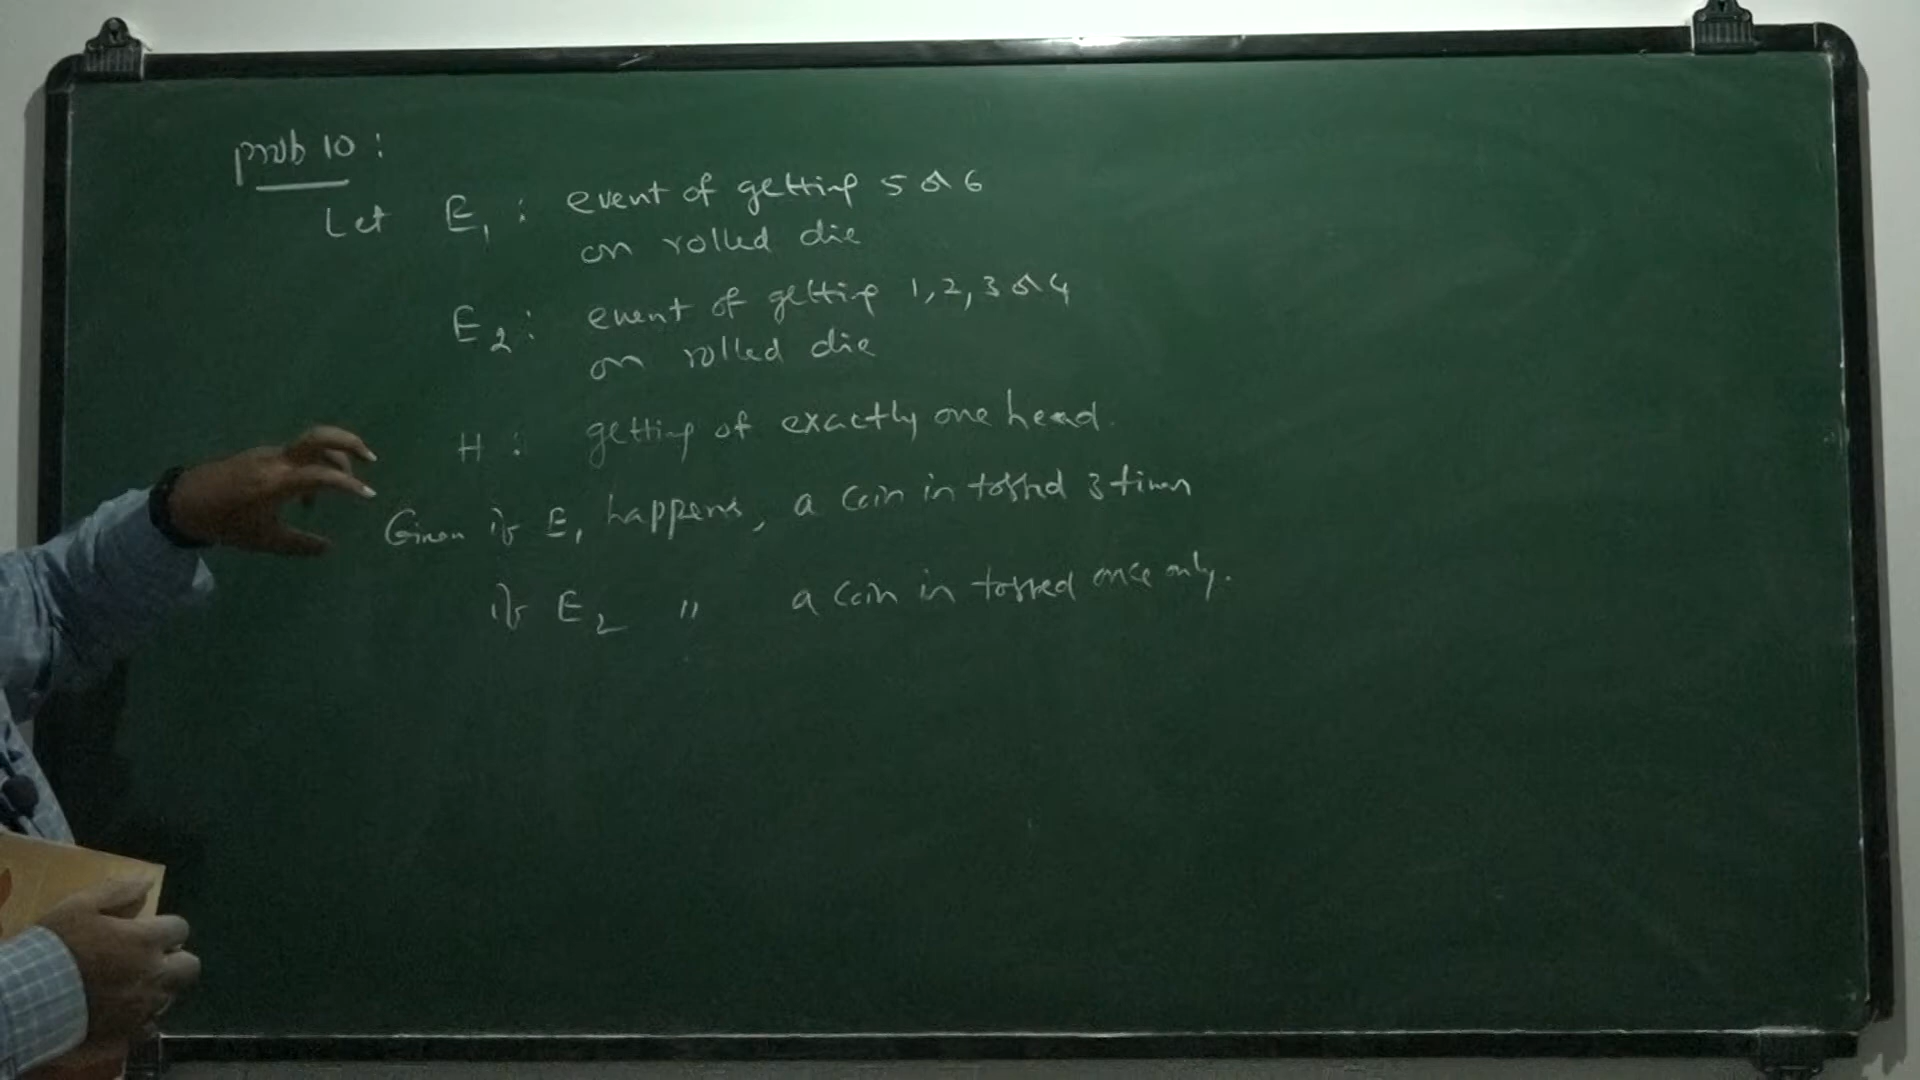 prob 10 :
Let E₁ : event of getting 5 or 6
on rolled die
E₂ : event of getting 1, 2, 3 or 4
on rolled die
H : getting of exactly one head.
Given if E₁ happens, a coin is tossed 3 times
if E₂ " a coin is tossed once only.